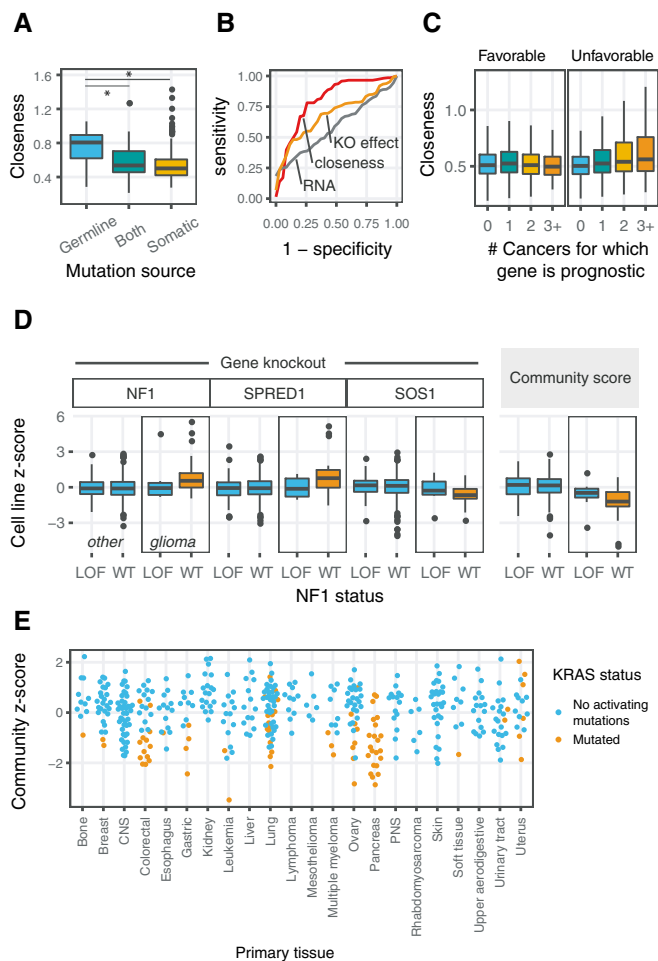 A
Closeness
1.6
1.2
0.8
0.4
*
*
Germline
Both
Somatic
Mutation source
B
sensitivity
1.00
0.75
0.50
0.25
0.00
KO effect
closeness
RNA
0.00
0.25
0.50
0.75
1.00
1 − specificity
C
Favorable
Unfavorable
Closeness
1.0
0.5
0 1 2 3+
0 1 2 3+
# Cancers for which
gene is prognostic
D
Gene knockout
NF1
SPRED1
SOS1
Community score
Cell line z-score
6
3
0
−3
other
glioma
LOF WT LOF WT LOF WT LOF WT LOF WT LOF WT
LOF WT LOF WT
NF1 status
E
Community z-score
2
0
−2
KRAS status
No activating
mutations
Mutated
Bone
Breast
CNS
Colorectal
Esophagus
Gastric
Kidney
Leukemia
Liver
Lung
Lymphoma
Mesothelioma
Multiple myeloma
Ovary
Pancreas
PNS
Rhabdomyosarcoma
Skin
Soft tissue
Upper aerodigestive
Urinary tract
Uterus
Primary tissue